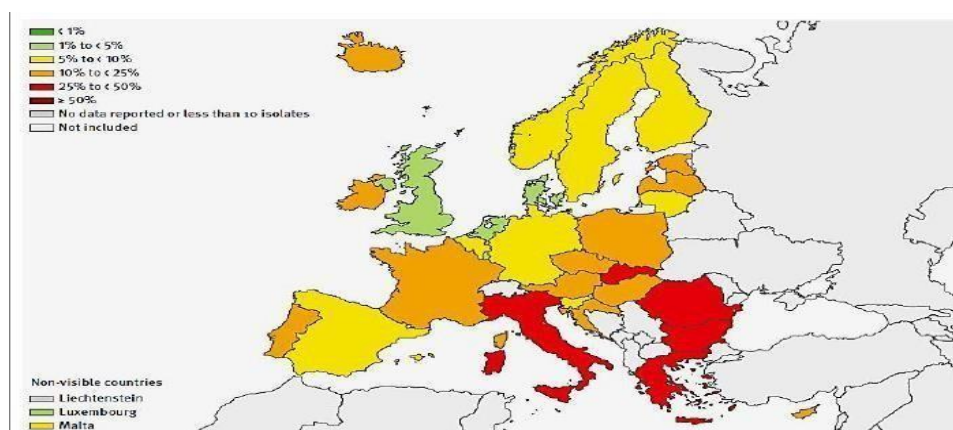 < 1%
1% to < 5%
5% to < 10%
10% to < 25%
25% to < 50%
≥ 50%
No data reported or less than 10 isolates
Not included
Non-visible countries
Liechtenstein
Luxembourg
Malta